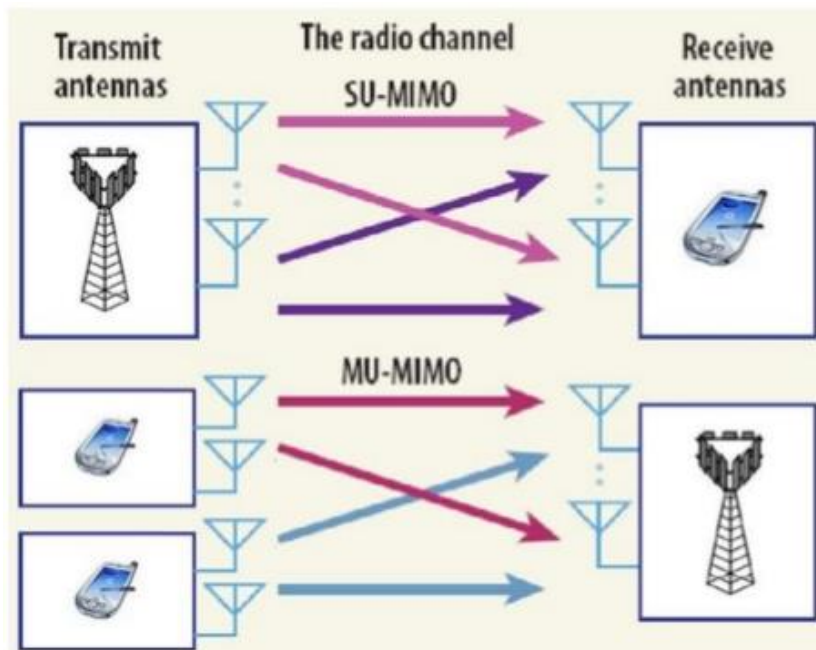 Transmit
antennas
The radio channel
Receive
antennas
SU-MIMO
MU-MIMO